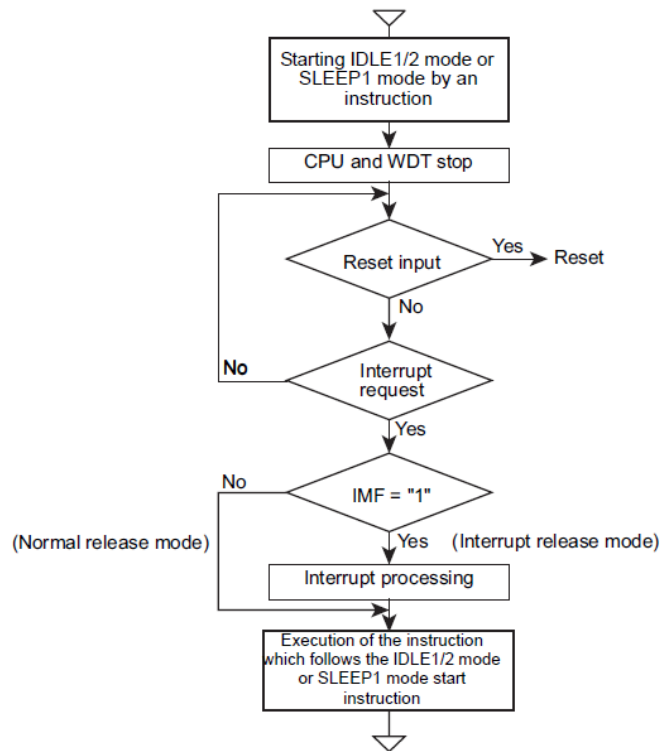 Starting IDLE1/2 mode or
SLEEP1 mode by an
instruction
CPU and WDT stop
Reset input
Yes
Reset
No
No
Interrupt
request
Yes
No
IMF = "1"
(Normal release mode)
Yes
(Interrupt release mode)
Interrupt processing
Execution of the instruction
which follows the IDLE1/2 mode
or SLEEP1 mode start
instruction